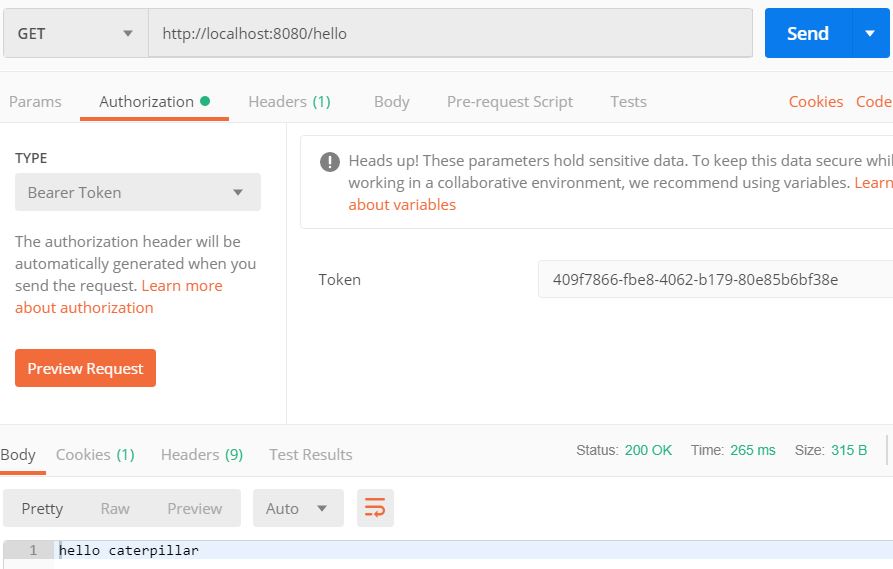 GET http://localhost:8080/hello Send
Params Authorization Headers (1) Body Pre-request Script Tests Cookies Code
TYPE
Bearer Token
The authorization header will be
automatically generated when you
send the request. Learn more
about authorization
Preview Request
Heads up! These parameters hold sensitive data. To keep this data secure whil
working in a collaborative environment, we recommend using variables. Learn
about variables
Token 409f7866-fbe8-4062-b179-80e85b6bf38e
Body Cookies (1) Headers (9) Test Results Status: 200 OK Time: 265 ms Size: 315 B
Pretty Raw Preview Auto
1 hello caterpillar